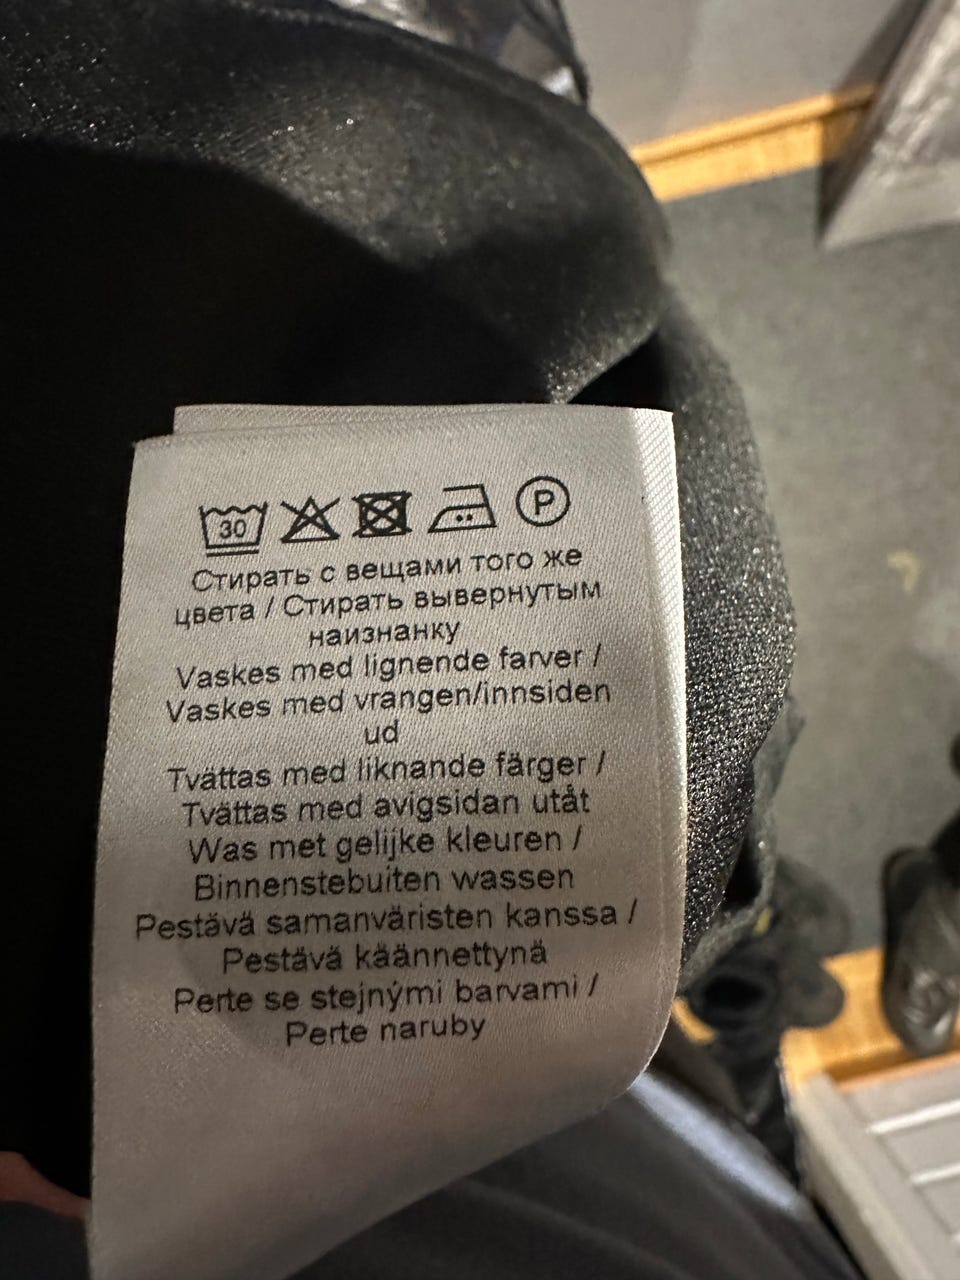 30 P
Стирать с вещами того же
цвета / Стирать вывернутым
наизнанку
Vaskes med lignende farver /
Vaskes med vrangen/innsiden
ud
Tvättas med liknande färger /
Tvättas med avigsidan utåt
Was met gelijke kleuren /
Binnenstebuiten wassen
Pestävä samanväristen kanssa /
Pestävä käännettynä
Perte se stejnými barvami /
Perte naruby